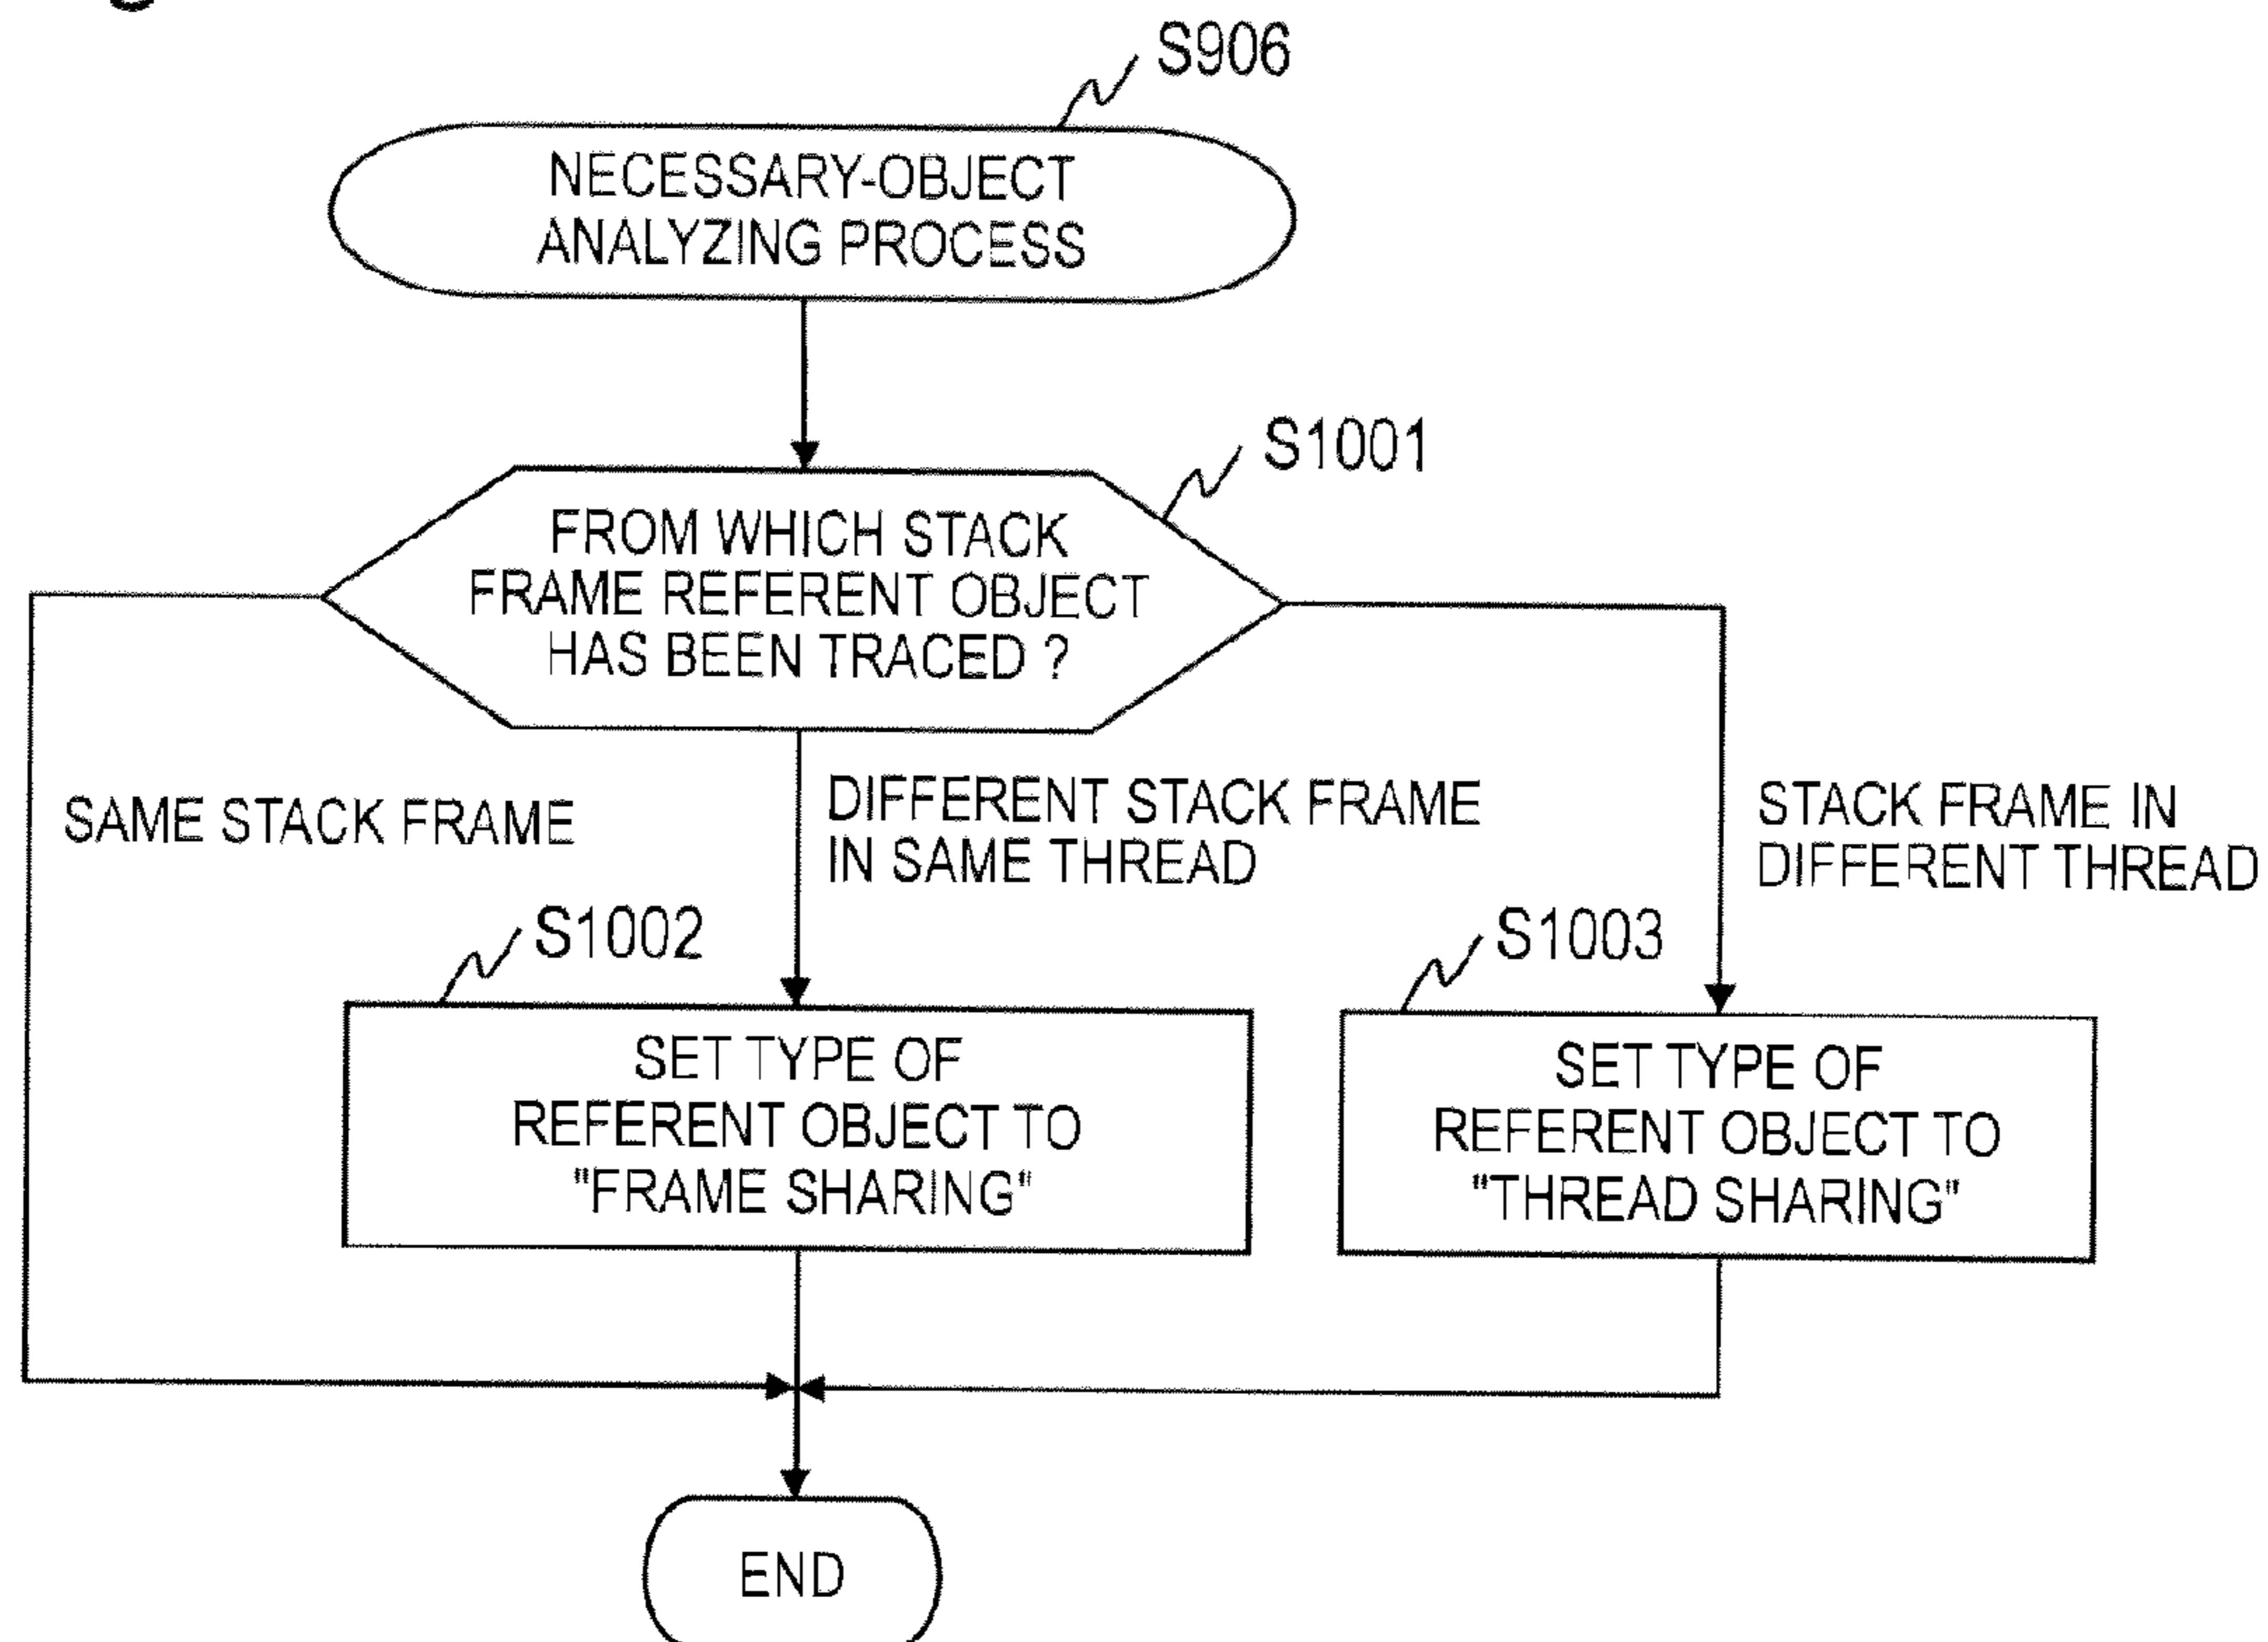 S906
NECESSARY-OBJECT
ANALYZING PROCESS
S1001
FROM WHICH STACK
FRAME REFERENT OBJECT
HAS BEEN TRACED ?
SAME STACK FRAME
DIFFERENT STACK FRAME
IN SAME THREAD
STACK FRAME IN
DIFFERENT THREAD
S1002
SET TYPE OF
REFERENT OBJECT TO
"FRAME SHARING"
S1003
SET TYPE OF
REFERENT OBJECT TO
"THREAD SHARING"
END